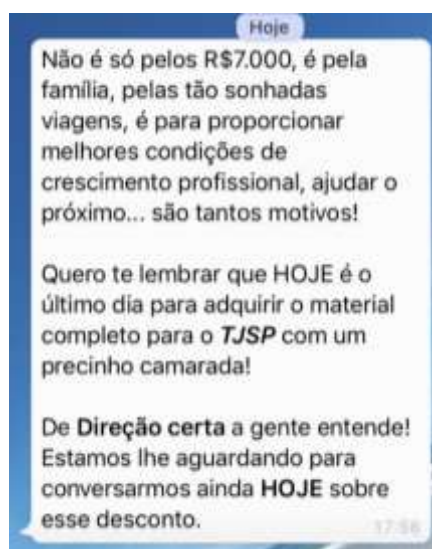 Hoje
Não é só pelos R$7.000, é pela
família, pelas tão sonhadas
viagens, é para proporcionar
melhores condições de
crescimento profissional, ajudar o
próximo... são tantos motivos!
Quero te lembrar que HOJE é o
último dia para adquirir o material
completo para o TJSP com um
precinho camarada!
De Direção certa a gente entende!
Estamos lhe aguardando para
conversarmos ainda HOJE sobre
esse desconto.
17:56